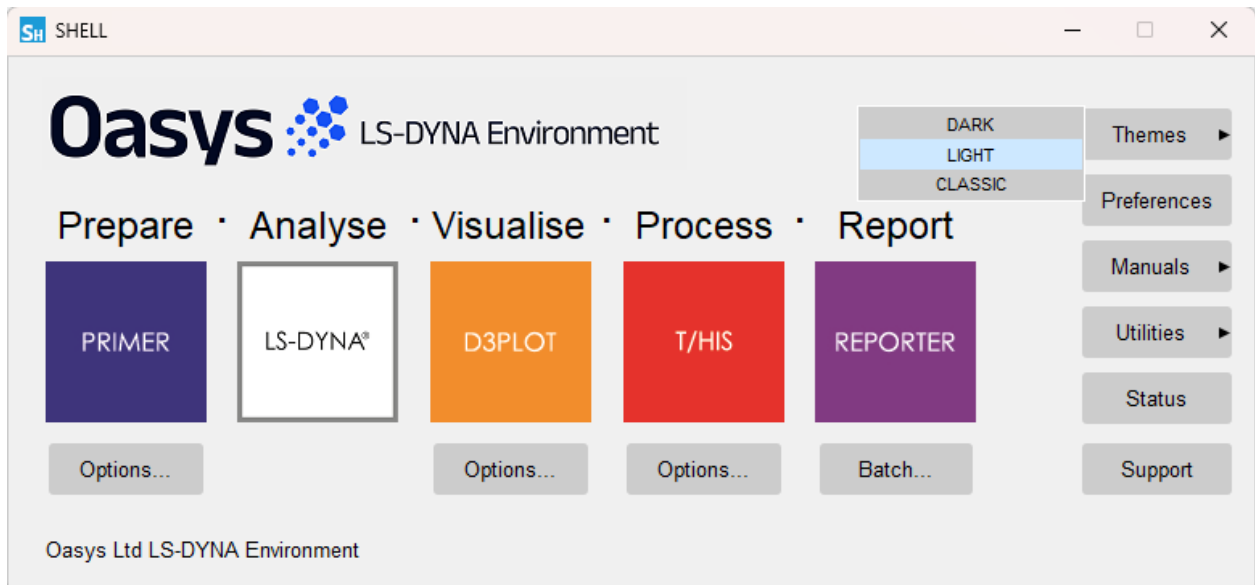 SH SHELL
Oasys LS-DYNA Environment
DARK
LIGHT
CLASSIC
Themes
Preferences
Manuals
Utilities
Status
Support
Prepare · Analyse · Visualise · Process · Report
PRIMER LS-DYNA® D3PLOT T/HIS REPORTER
Options... Options... Options... Batch...
Oasys Ltd LS-DYNA Environment